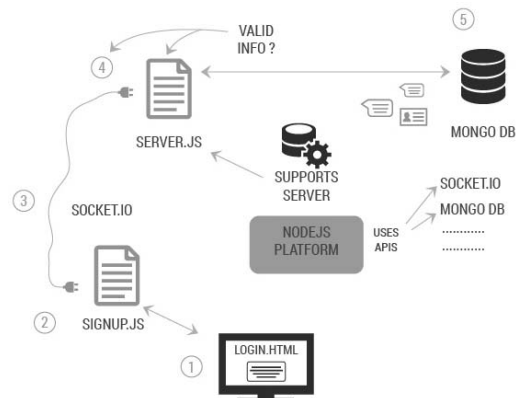 VALID
INFO ?
5
4
SERVER.JS
MONGO DB
SUPPORTS
SERVER
3
SOCKET.IO
SOCKET.IO
MONGO DB
............
............
NODEJS
PLATFORM
USES
APIS
2
SIGNUP.JS
1
LOGIN.HTML